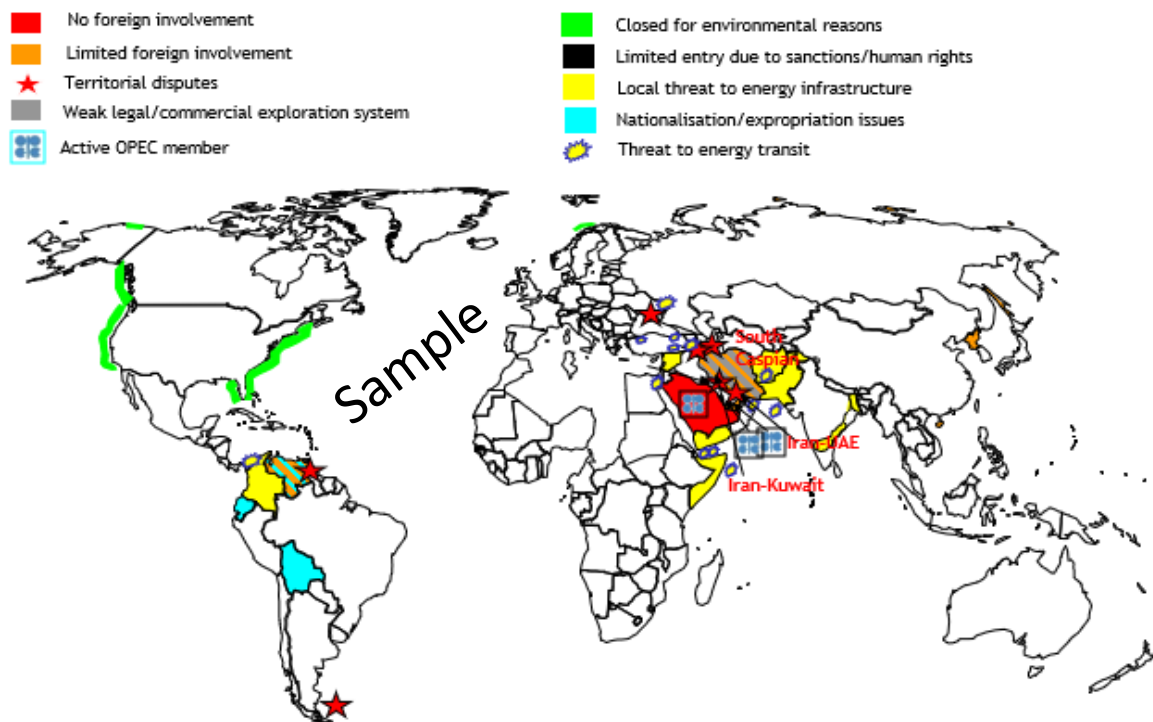 No foreign involvement
Limited foreign involvement
Territorial disputes
Weak legal/commercial exploration system
Active OPEC member
Closed for environmental reasons
Limited entry due to sanctions/human rights
Local threat to energy infrastructure
Nationalisation/expropriation issues
Threat to energy transit
Sample
South
Caspian
Iran-UAE
Iran-Kuwait